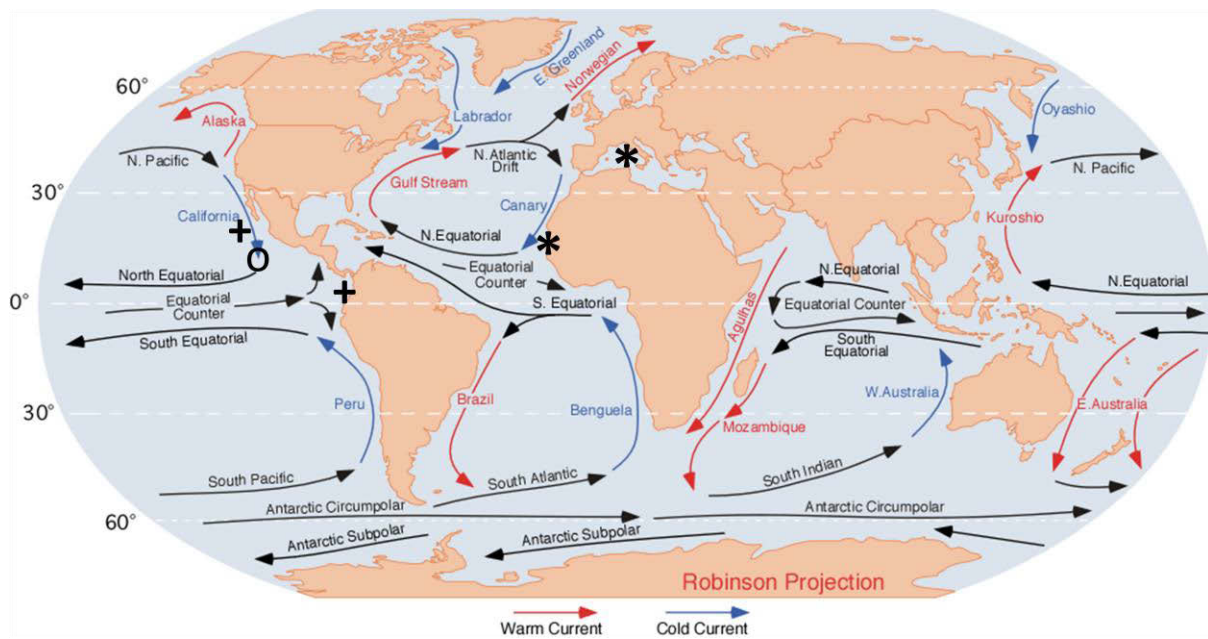 60°
E. Greenland
Norwegian
Alaska
Labrador
Oyashio
N. Pacific
N.Atlantic
Drift
*
N. Pacific
30°
Gulf Stream
California
Canary
Kuroshio
+
N.Equatorial
*
O
North Equatorial
+
Equatorial
Counter
N.Equatorial
N.Equatorial
0°
Equatorial
Counter
S. Equatorial
Equatorial Counter
South Equatorial
Agulhas
South
Equatorial
Peru
Brazil
Benguela
W.Australia
E.Australia
30°
Mozambique
South Pacific
South Atlantic
South Indian
Antarctic Circumpolar
Antarctic Circumpolar
60°
Antarctic Subpolar
Antarctic Subpolar
Robinson Projection
Warm Current
Cold Current